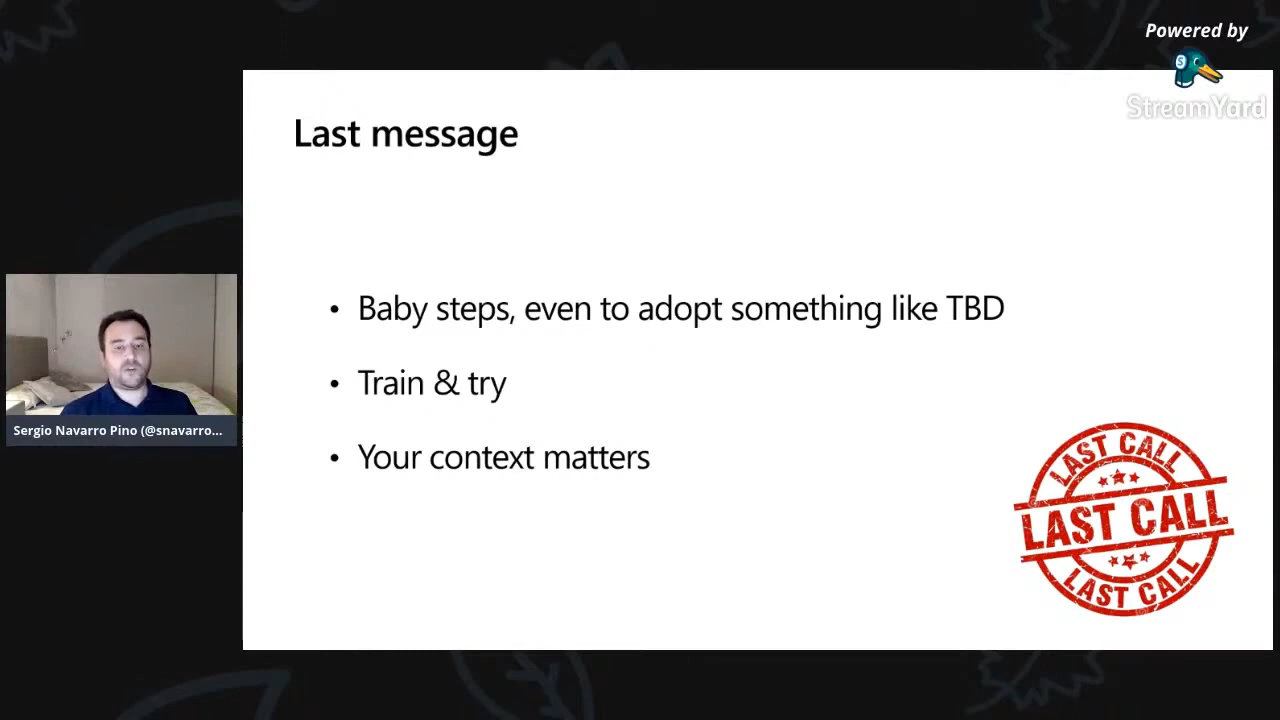 Powered by
StreamYard
Last message
• Baby steps, even to adopt something like TBD
• Train & try
• Your context matters
Sergio Navarro Pino (@snavarro...
LAST CALL
LAST CALL
LAST CALL